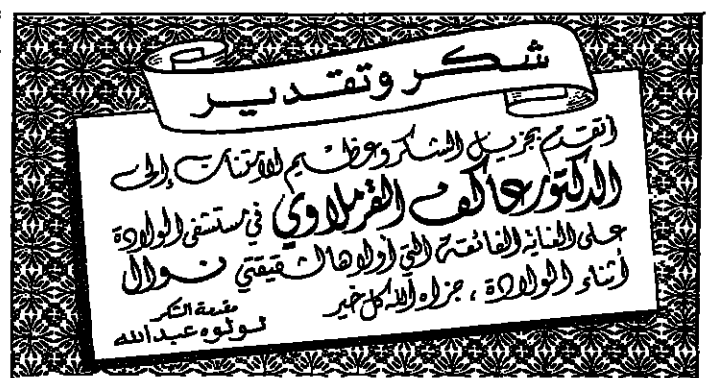 شكر وتقدير
أتقدم بجزيل الشكر وعظيم الامتنان إلى
الدكتور عاكف القرملاوي في مستشفى الولادة
على العناية الفائقة التي أولاها لشقيقتي نوال
أثناء الولادة، جزاه الله كل خير
مقدمة الشكر
لولوه عبدالله